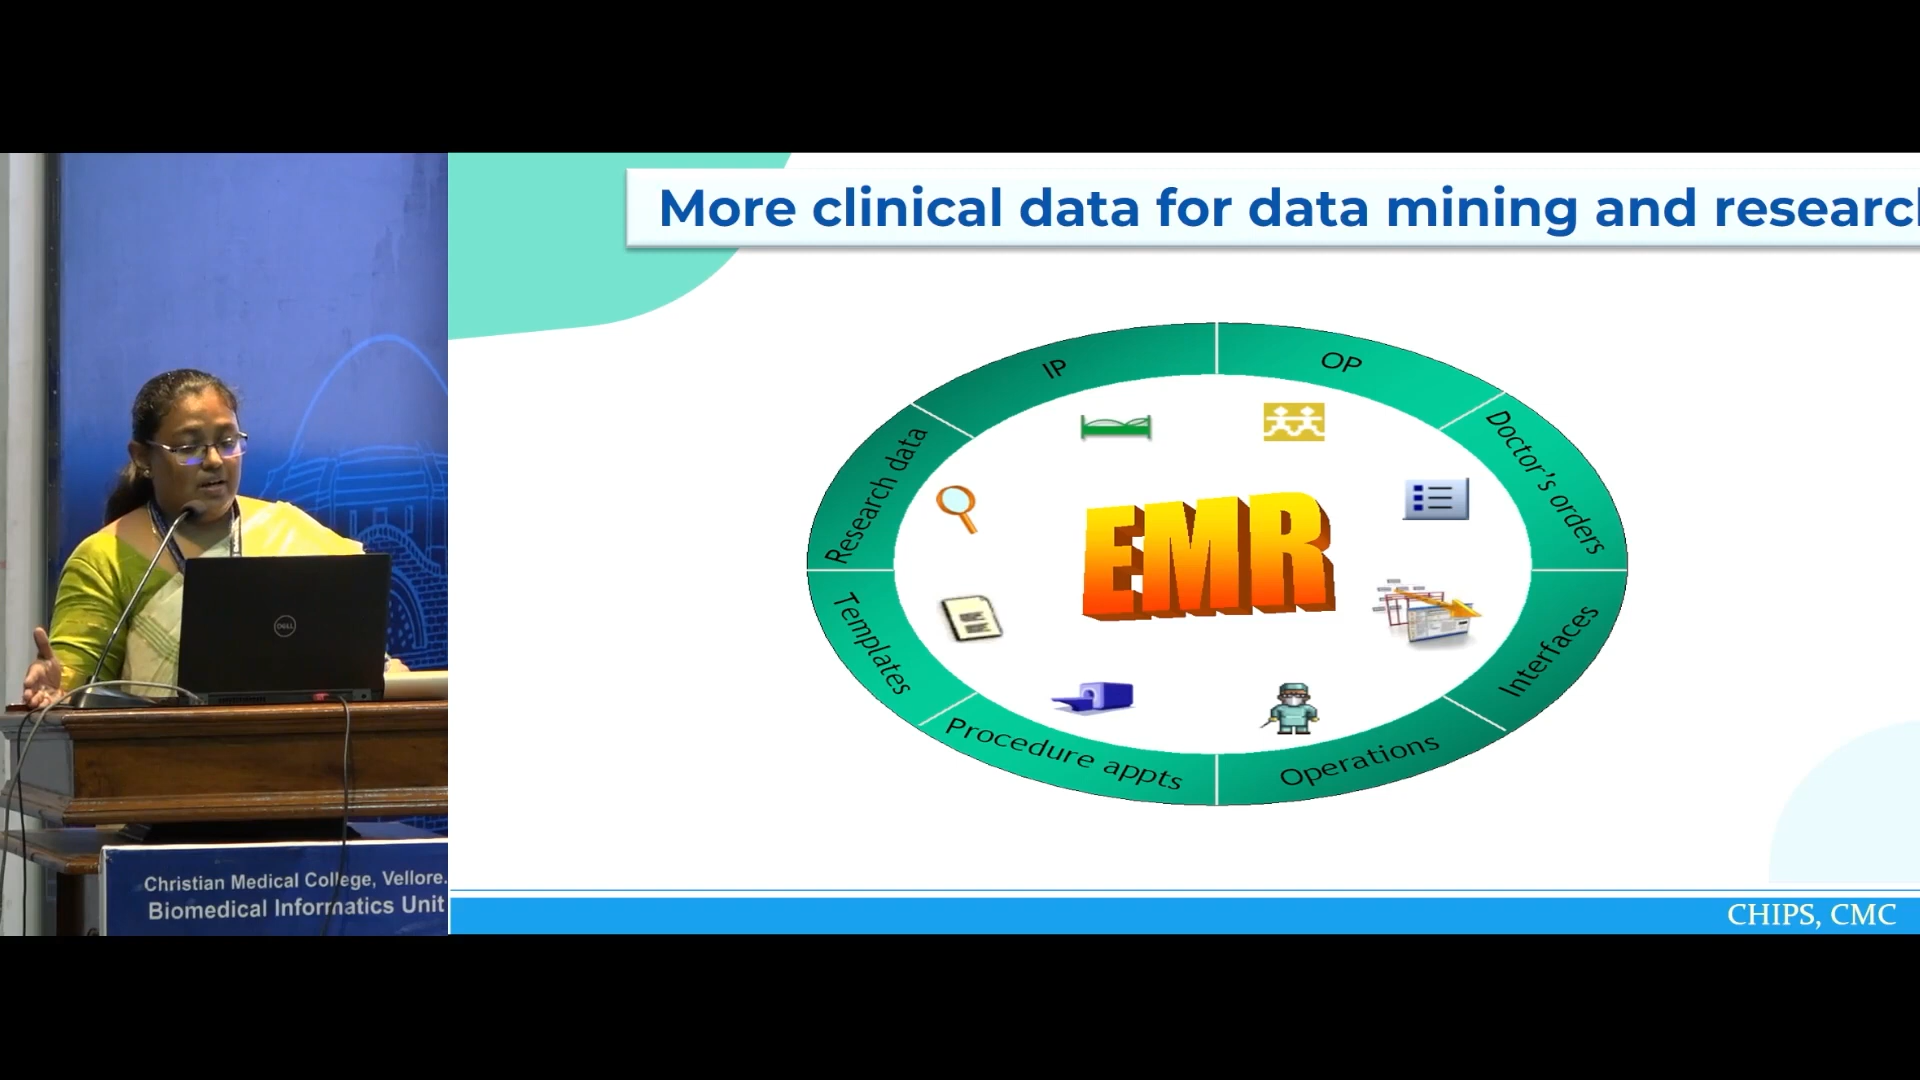 More clinical data for data mining and researc
IP
OP
Research data
Doctor's orders
EMR
Templates
Interfaces
Procedure appts
Operations
DELL
Christian Medical College, Vellore.
Biomedical Informatics Unit
CHIPS, CMC